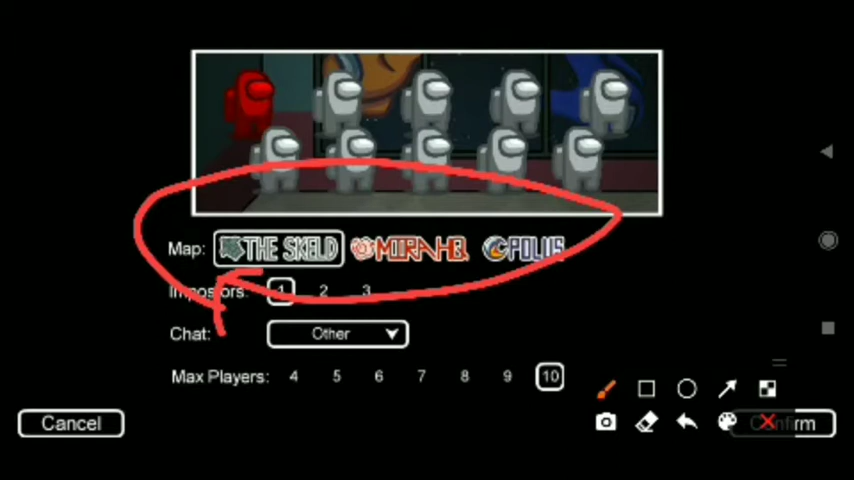 Map: THE SKELD MIRA HQ POLUS
Impostors: 1 2 3
Chat: Other
Max Players: 4 5 6 7 8 9 10
Cancel Confirm